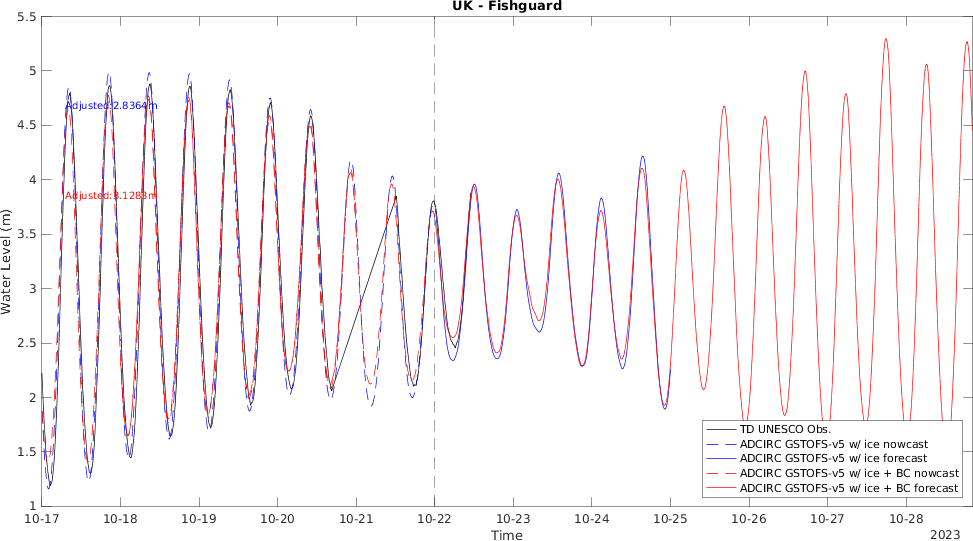 UK - Fishguard
5.5
5
4.5
4
3.5
3
2.5
2
1.5
1
Water Level (m)
Adjusted:2.8364m
Adjusted:3.1283m
TD UNESCO Obs.
ADCIRC GSTOFS-v5 w/ ice nowcast
ADCIRC GSTOFS-v5 w/ ice forecast
ADCIRC GSTOFS-v5 w/ ice + BC nowcast
ADCIRC GSTOFS-v5 w/ ice + BC forecast
10-17 10-18 10-19 10-20 10-21 10-22 10-23 10-24 10-25 10-26 10-27 10-28
Time
2023